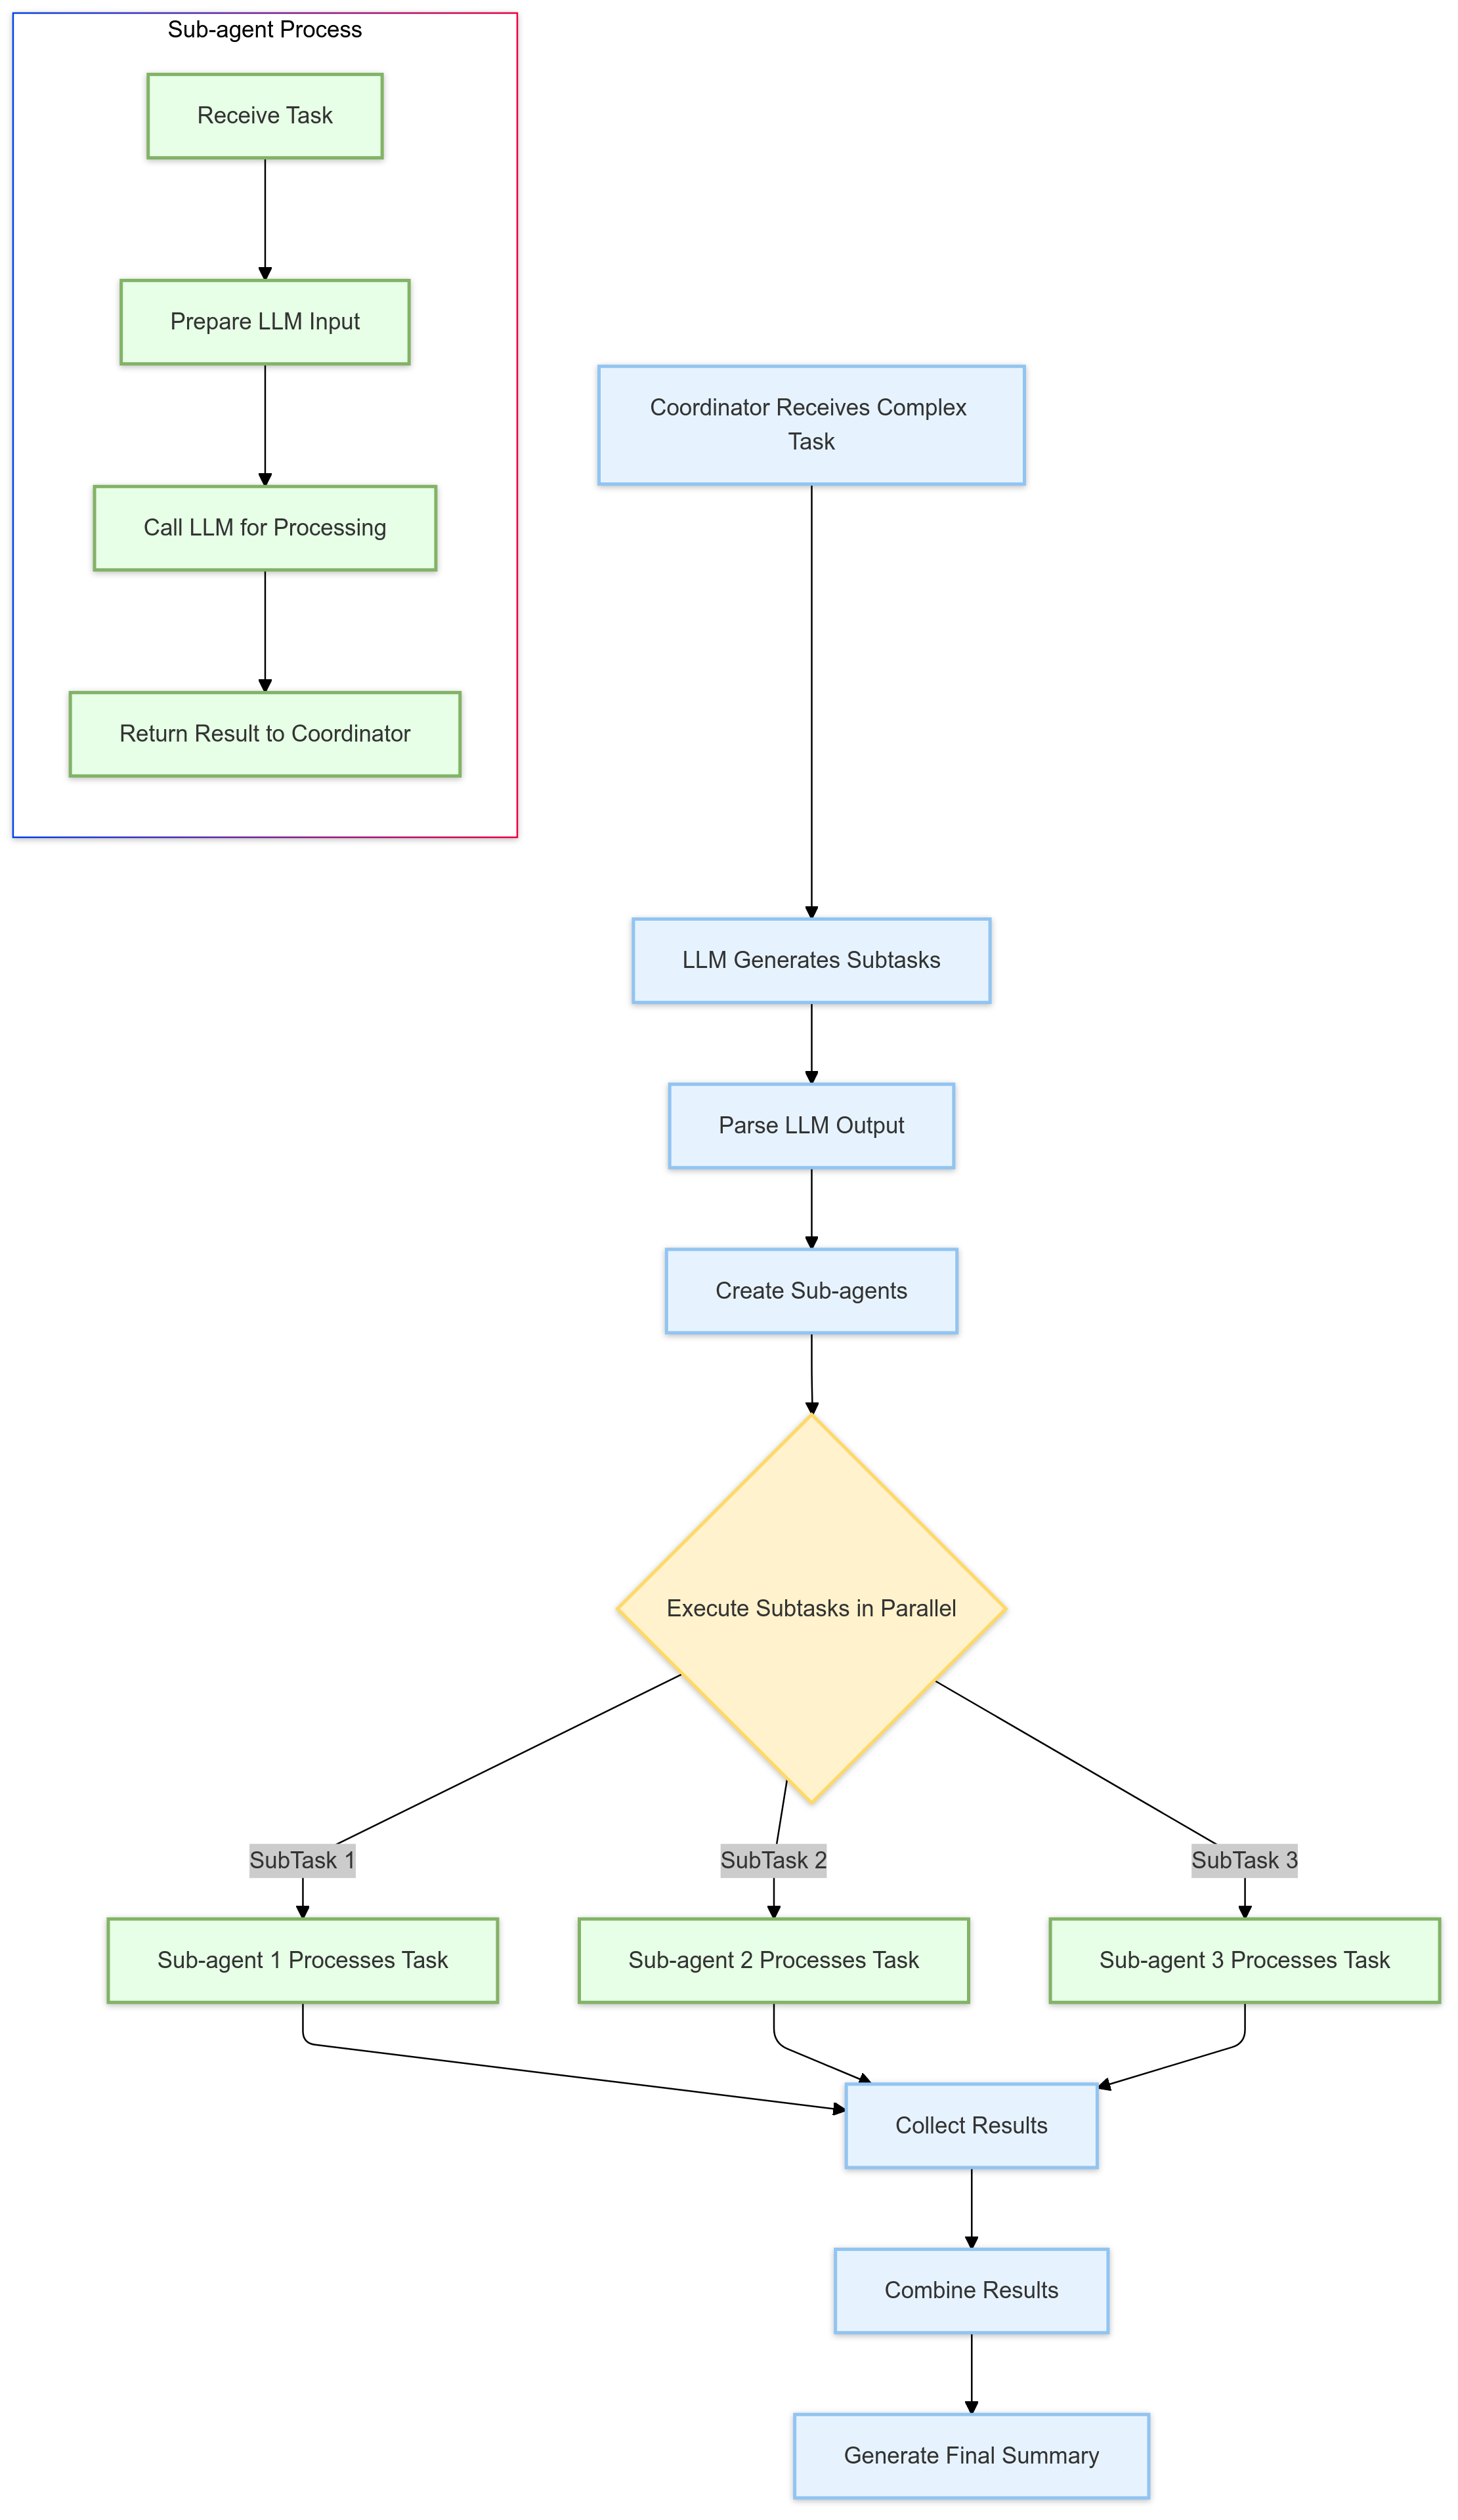 Sub-agent Process
Receive Task
Prepare LLM Input
Call LLM for Processing
Return Result to Coordinator
Coordinator Receives Complex
Task
LLM Generates Subtasks
Parse LLM Output
Create Sub-agents
Execute Subtasks in Parallel
SubTask 1
SubTask 2
SubTask 3
Sub-agent 1 Processes Task
Sub-agent 2 Processes Task
Sub-agent 3 Processes Task
Collect Results
Combine Results
Generate Final Summary